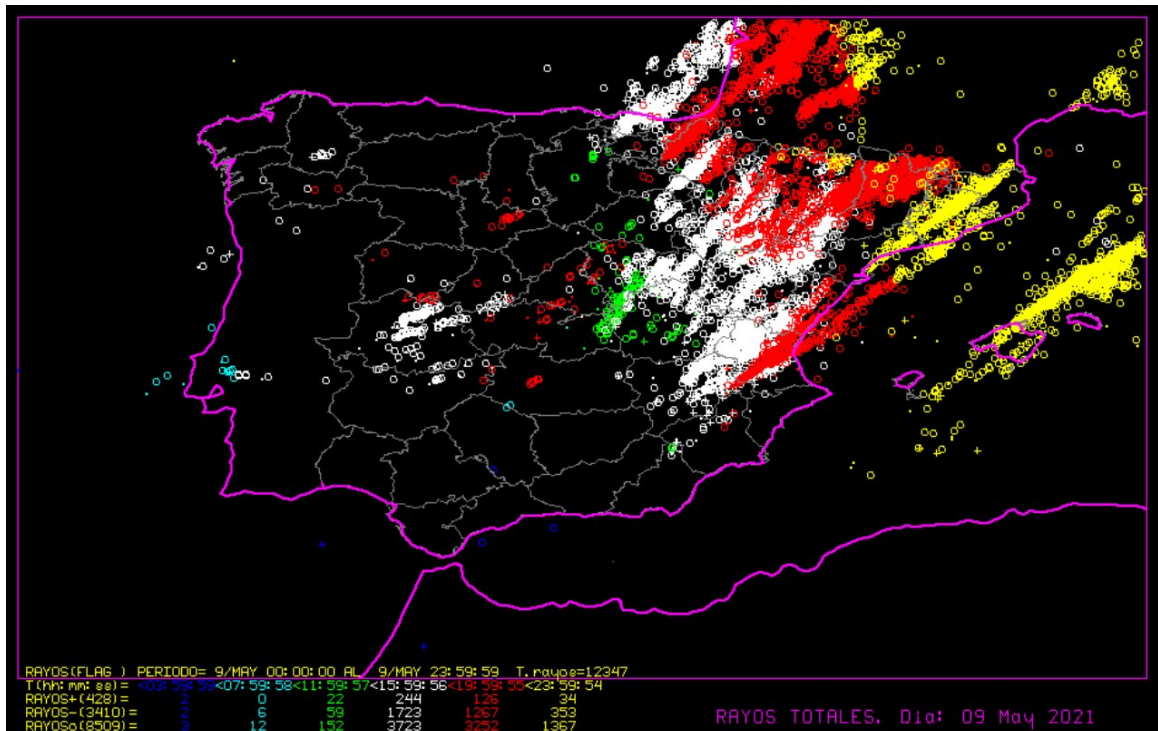 RAYOS(FLAG ) PERIODO= 9/MAY 00:00:00 AL 9/MAY 23:59:59 T.rayos=12347
T(hh:mm:ss)= <03:59:59<07:59:58<11:59:57<15:59:56<19:59:55<23:59:54
RAYOS+(428)= 2 0 22 244 126 34
RAYOS-(3410)= 2 6 59 1723 1267 353
RAYOSo(8509)= 3 12 152 3723 3252 1367
RAYOS TOTALES. Dia: 09 May 2021